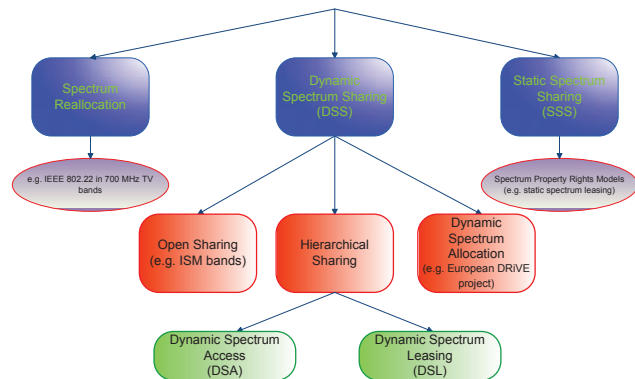 Spectrum
Reallocation
Dynamic
Spectrum Sharing
(DSS)
Static Spectrum
Sharing
(SSS)
e.g. IEEE 802.22 in 700 MHz TV
bands
Spectrum Property Rights Models
(e.g. static spectrum leasing)
Open Sharing
(e.g. ISM bands)
Hierarchical
Sharing
Dynamic
Spectrum
Allocation
(e.g. European DRiVE
project)
Dynamic Spectrum
Access
(DSA)
Dynamic Spectrum
Leasing
(DSL)